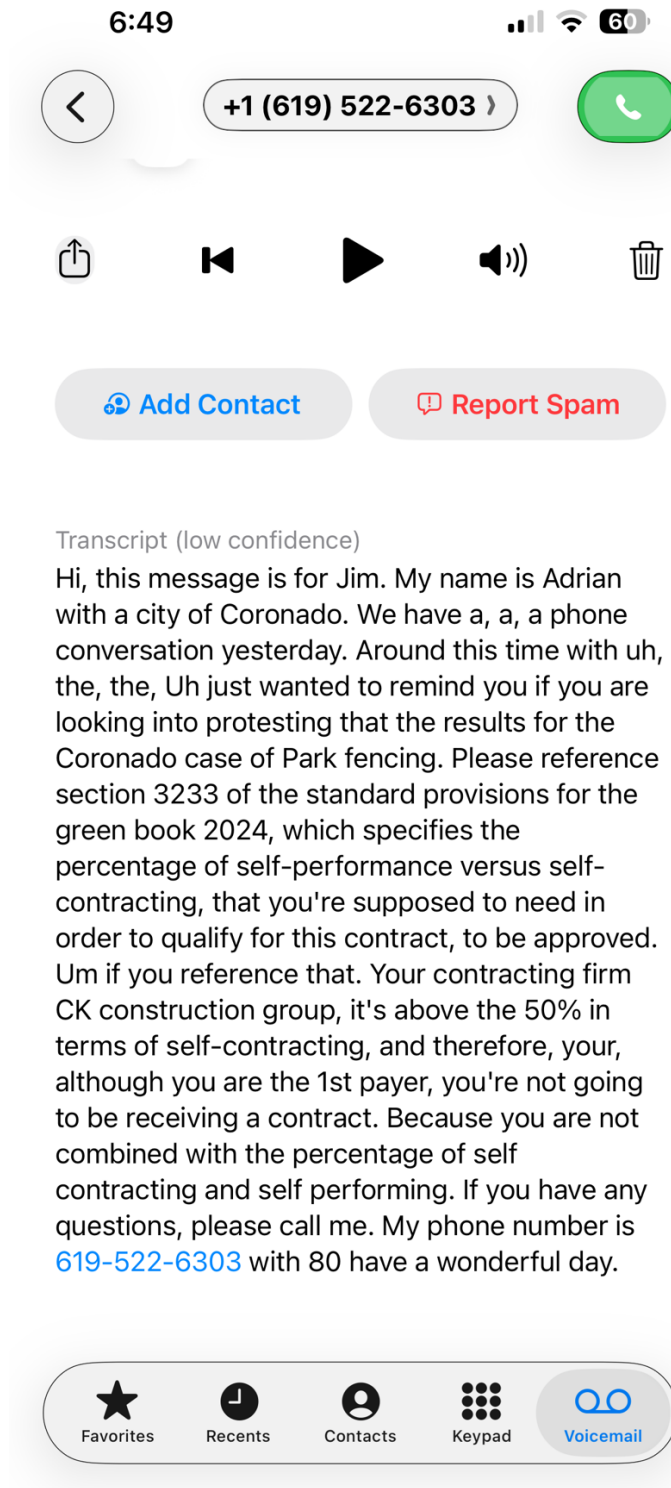 6:49
60
+1 (619) 522-6303 ›
Add Contact
Report Spam
Transcript (low confidence)
Hi, this message is for Jim. My name is Adrian
with a city of Coronado. We have a, a, a phone
conversation yesterday. Around this time with uh,
the, the, Uh just wanted to remind you if you are
looking into protesting that the results for the
Coronado case of Park fencing. Please reference
section 3233 of the standard provisions for the
green book 2024, which specifies the
percentage of self-performance versus self-
contracting, that you're supposed to need in
order to qualify for this contract, to be approved.
Um if you reference that. Your contracting firm
CK construction group, it's above the 50% in
terms of self-contracting, and therefore, your,
although you are the 1st payer, you're not going
to be receiving a contract. Because you are not
combined with the percentage of self
contracting and self performing. If you have any
questions, please call me. My phone number is
619-522-6303 with 80 have a wonderful day.
Favorites
Recents
Contacts
Keypad
Voicemail